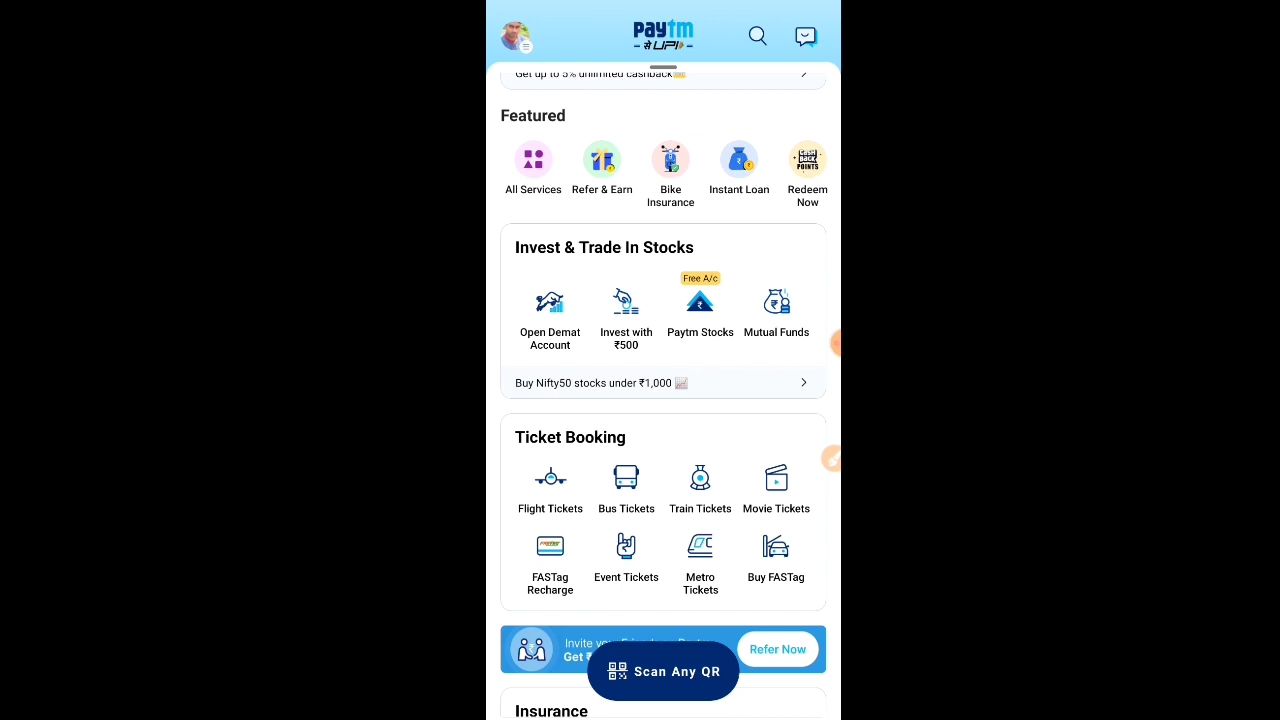 paytm
से UPI
Get up to 5% unlimited cashback
Featured
All Services
Refer & Earn
Bike
Insurance
Instant Loan
CASH
BACK
POINTS
Redeem
Now
Invest & Trade In Stocks
Free A/c
Open Demat
Account
Invest with
₹500
Paytm Stocks
Mutual Funds
Buy Nifty50 stocks under ₹1,000
Ticket Booking
Flight Tickets
Bus Tickets
Train Tickets
Movie Tickets
FASTag
Recharge
Event Tickets
Metro
Tickets
Buy FASTag
Invite
Get
Refer Now
Scan Any QR
Insurance